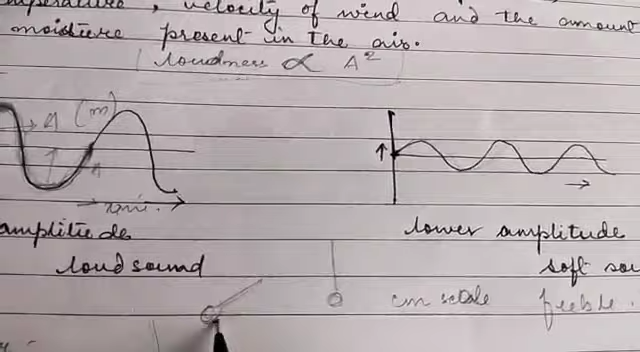 mperature, velocity of wind and the amount
moisture present in the air.
loudness ∝ A²
A (m)
A
amplitude
lower amplitude
loud sound
soft sou
feeble.